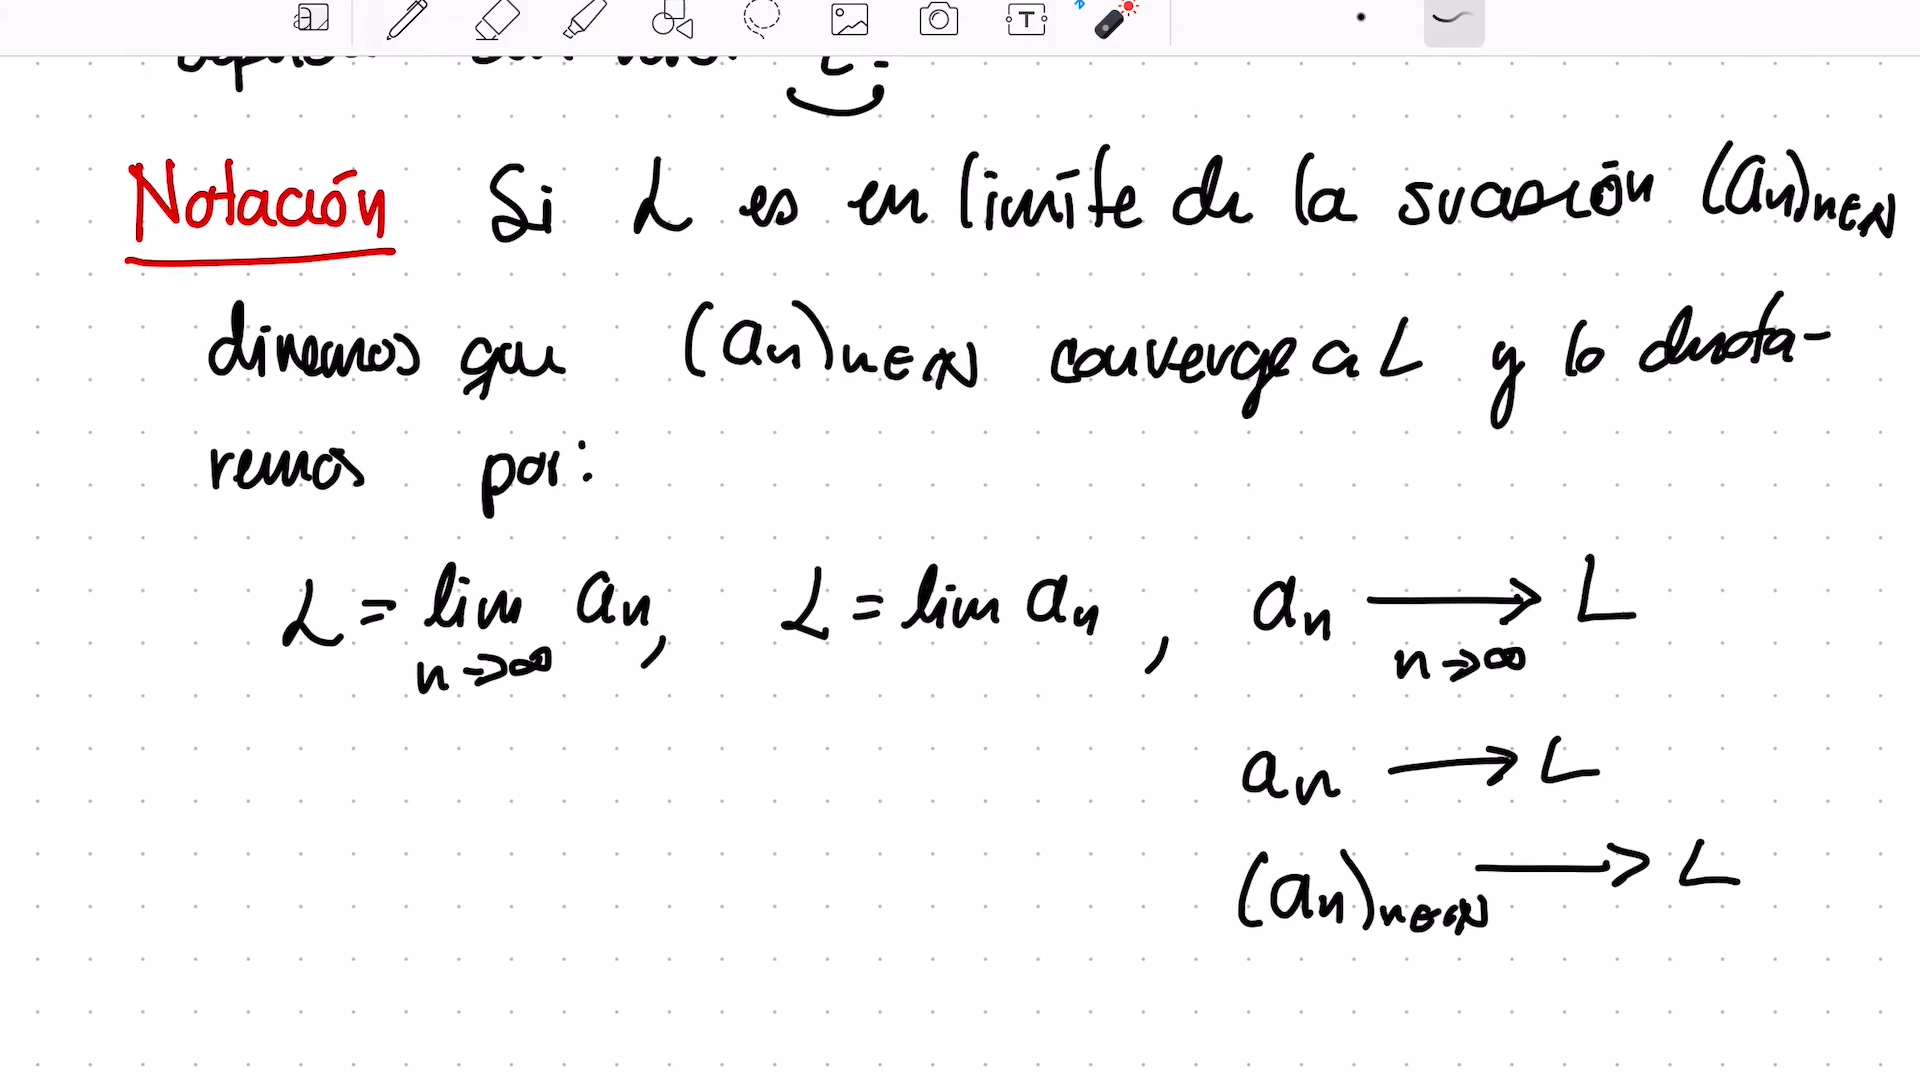 Notación Si L es un límite de la sucesión (an)n∈N
diremos que (an)n∈N converge a L y lo denota-
remos por:
L = lim n→∞ an, L = lim an, an → n→∞ L
an → L
(an)n∈N → L